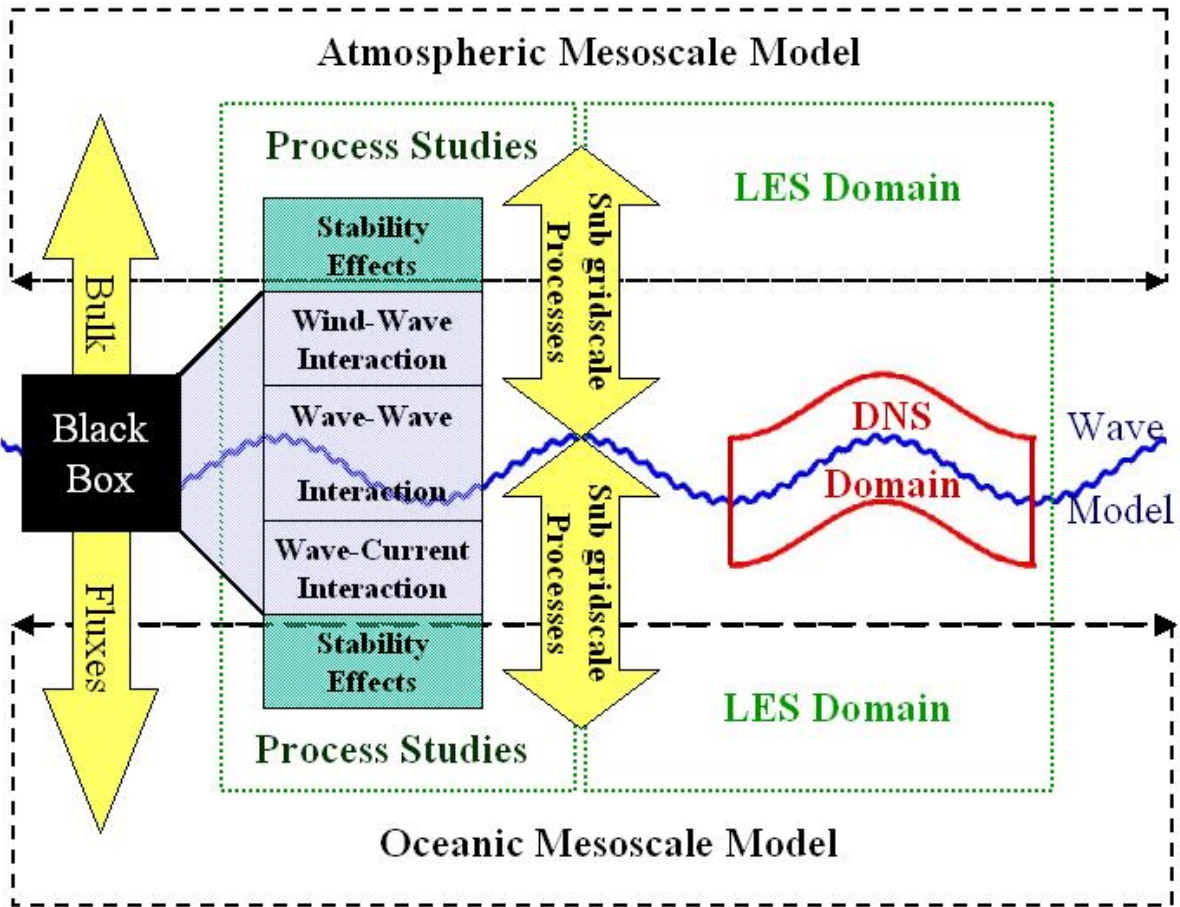 Atmospheric Mesoscale Model
Process Studies
LES Domain
Stability
Effects
Wind-Wave
Interaction
Wave-Wave
Interaction
Wave-Current
Interaction
Stability
Effects
Process Studies
Bulk
Black
Box
Fluxes
Sub gridscale
Processes
Sub gridscale
Processes
DNS
Domain
Wave
Model
LES Domain
Oceanic Mesoscale Model